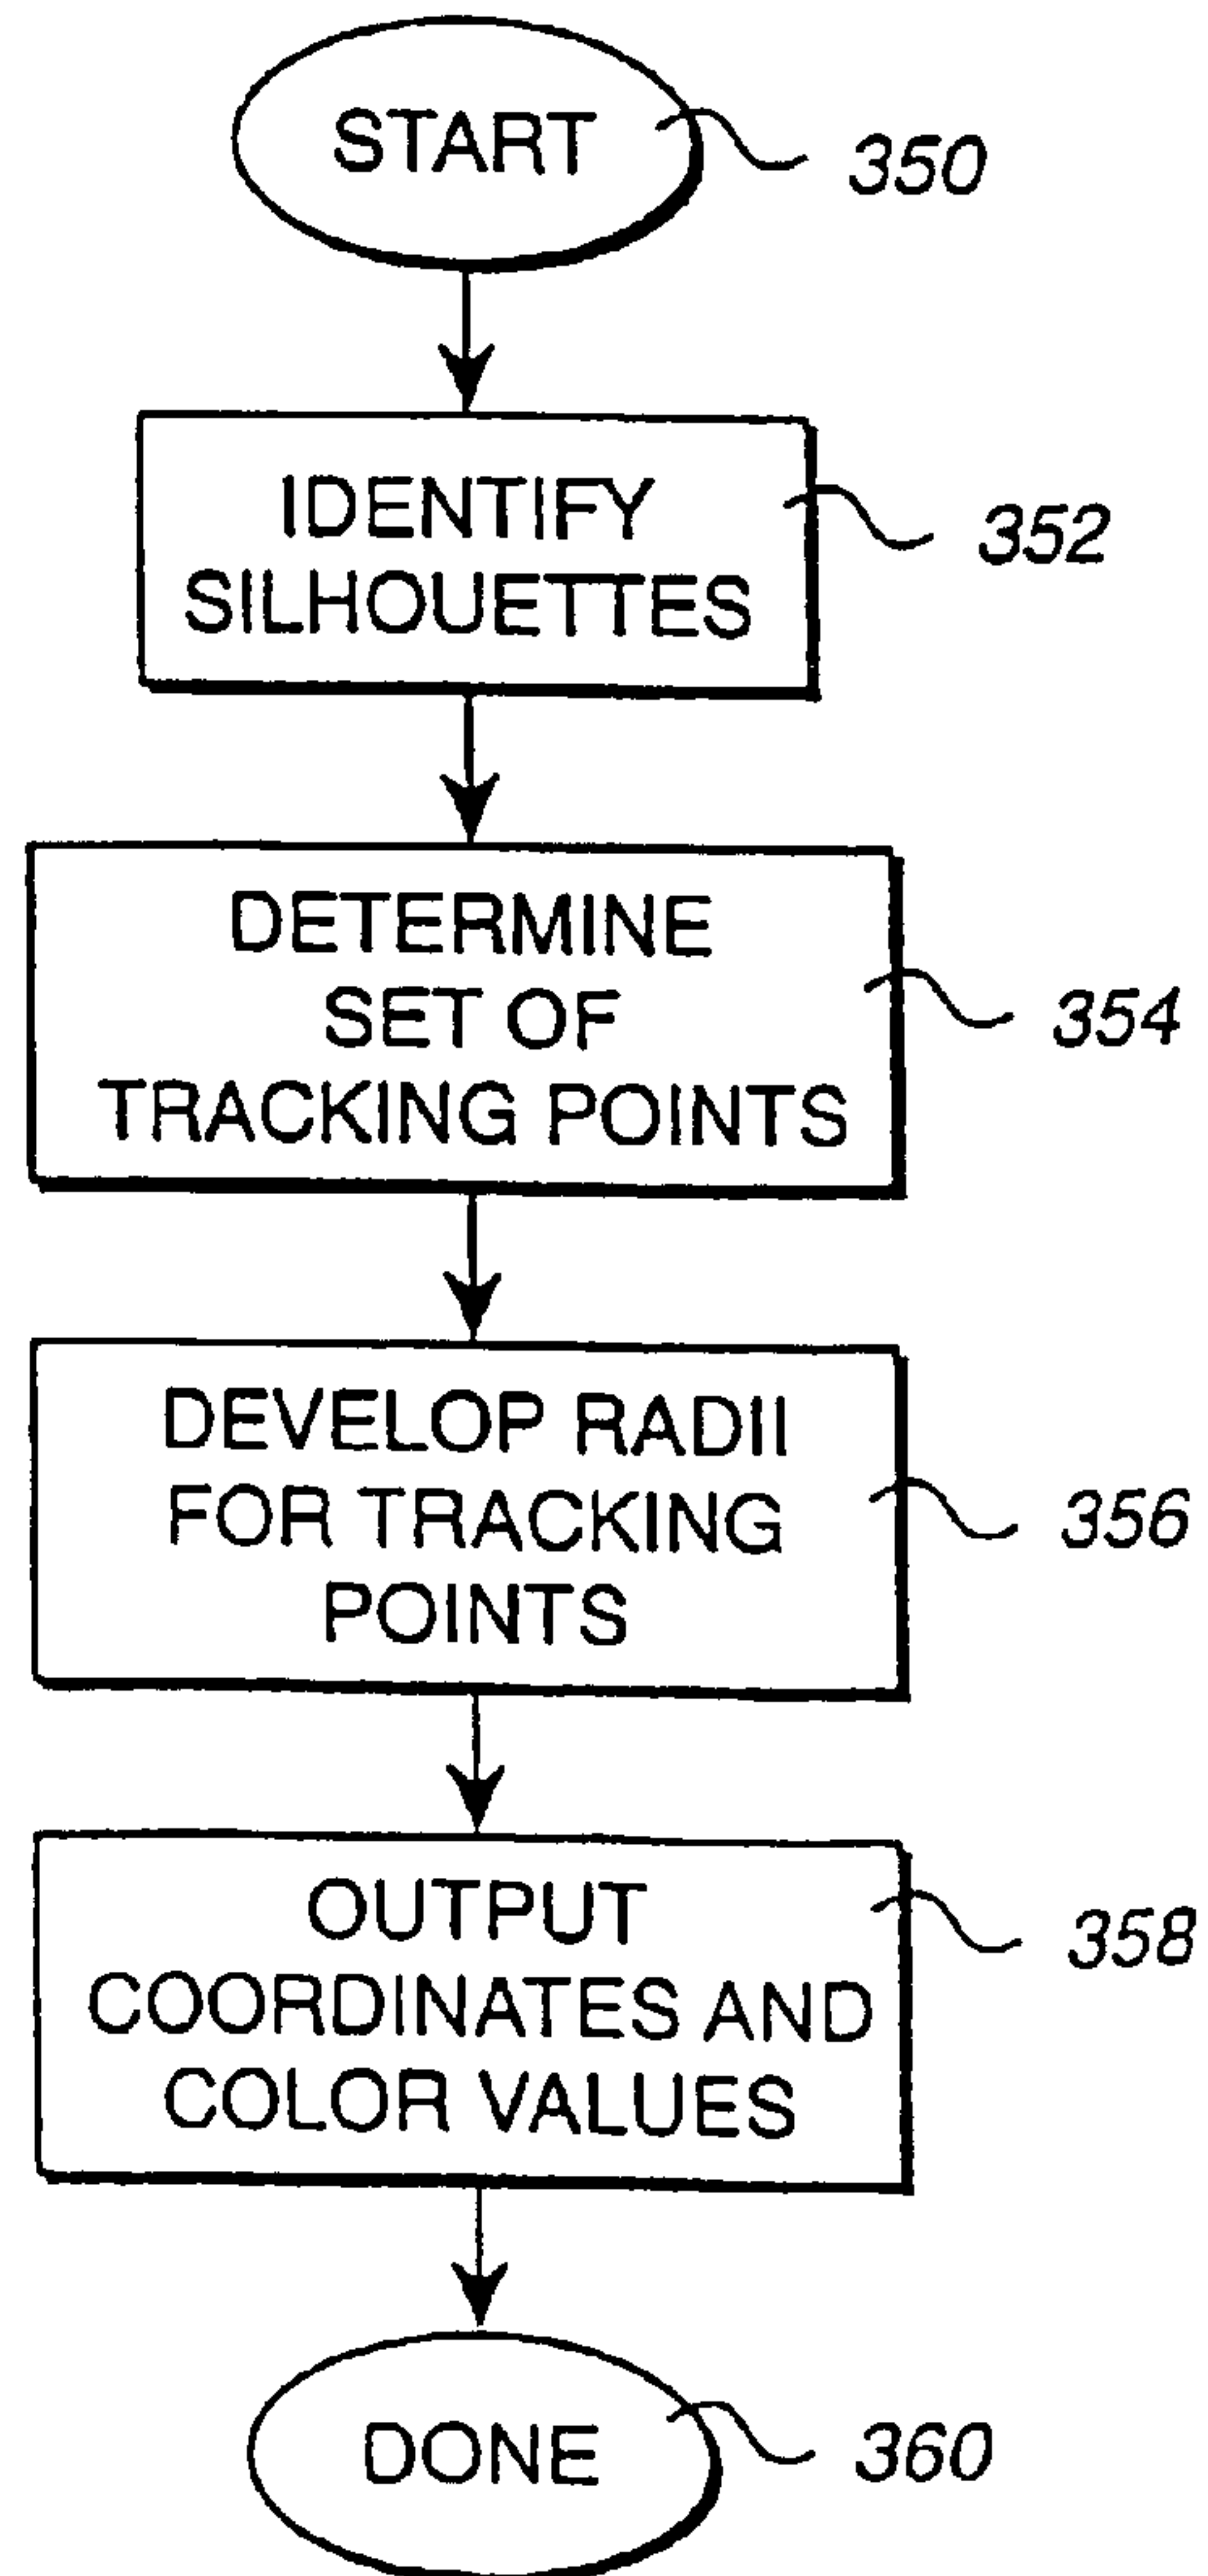 START
350
IDENTIFY
SILHOUETTES
352
DETERMINE
SET OF
TRACKING POINTS
354
DEVELOP RADII
FOR TRACKING
POINTS
356
OUTPUT
COORDINATES AND
COLOR VALUES
358
DONE
360